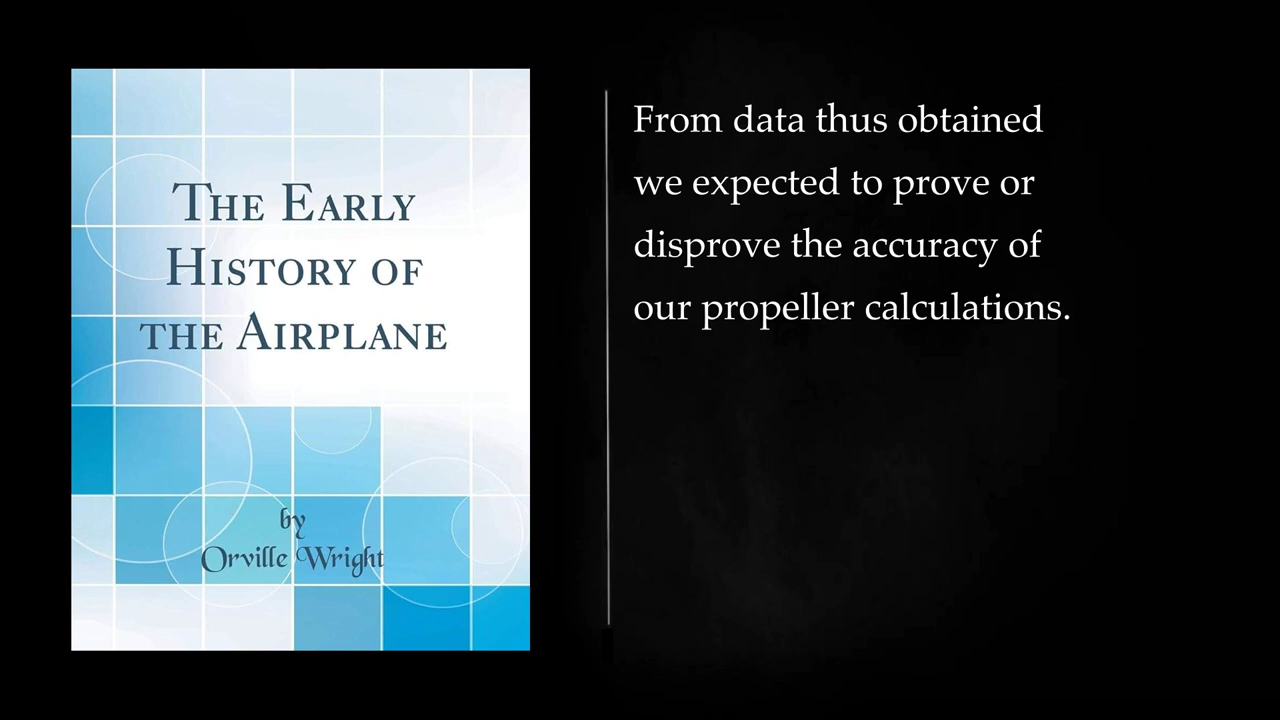 The Early
History of
the Airplane
by
Orville Wright
From data thus obtained
we expected to prove or
disprove the accuracy of
our propeller calculations.